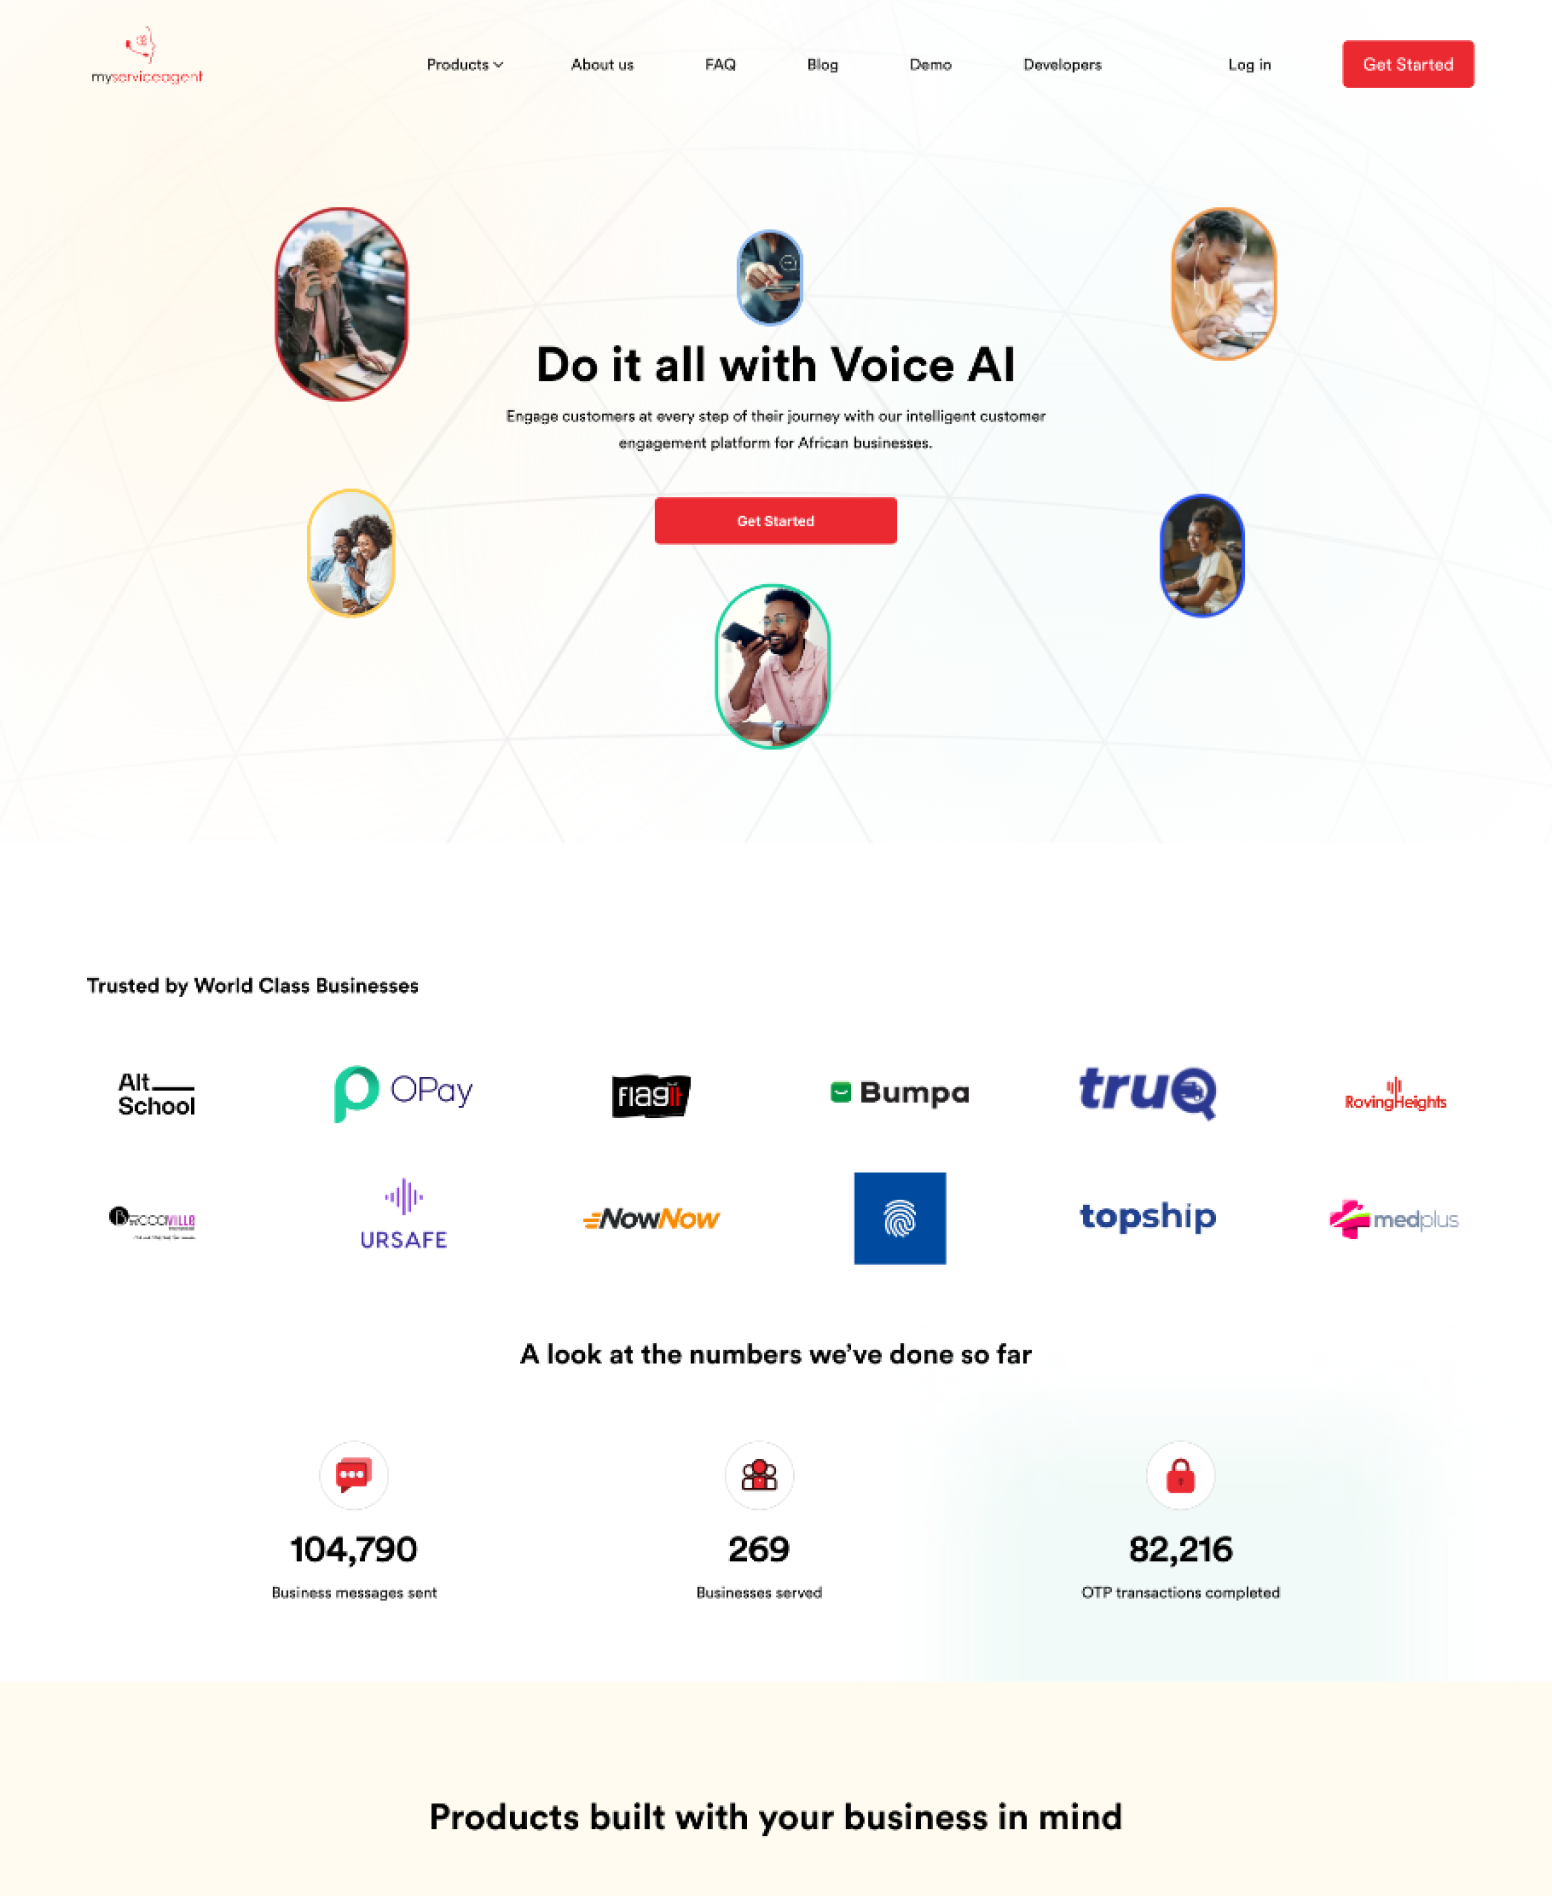 myserviceagent
Products
About us
FAQ
Blog
Demo
Developers
Log in
Get Started
Do it all with Voice AI
Engage customers at every step of their journey with our intelligent customer
engagement platform for African businesses.
Get Started
Trusted by World Class Businesses
Alt
School
OPay
flagit
Bumpa
truQ
RovingHeights
URSAFE
NowNow
topship
medplus
A look at the numbers we’ve done so far
104,790
Business messages sent
269
Businesses served
82,216
OTP transactions completed
Products built with your business in mind